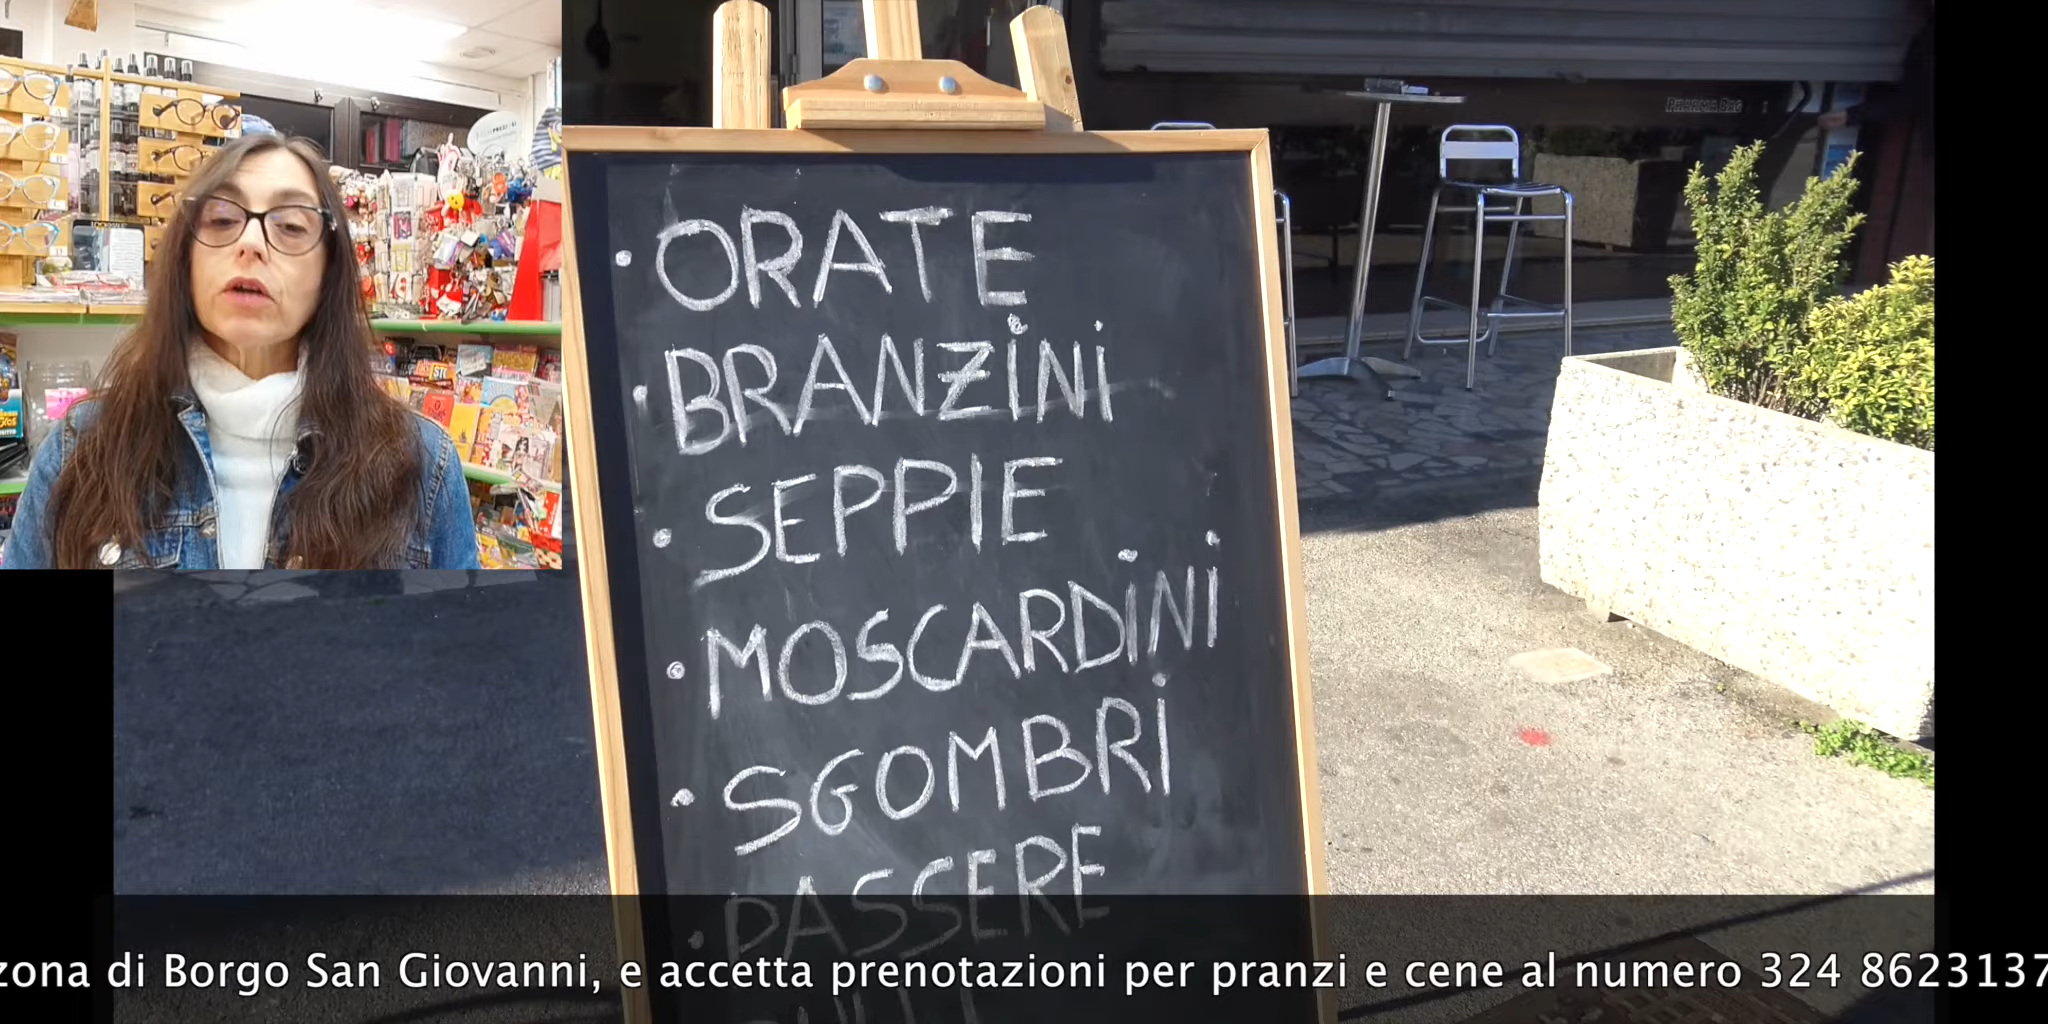 • ORATE
• BRANZINI
• SEPPIE
• MOSCARDINI
• SGOMBRI
• PASSERE
zona di Borgo San Giovanni, e accetta prenotazioni per pranzi e cene al numero 324 8623137